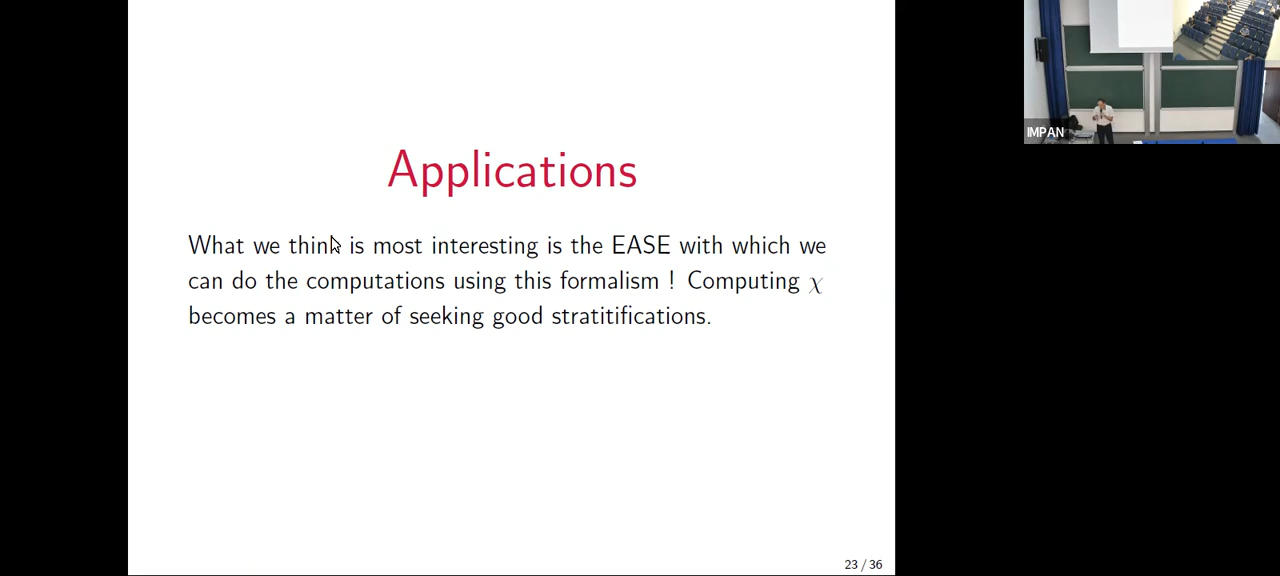 Applications
What we think is most interesting is the EASE with which we
can do the computations using this formalism ! Computing χ
becomes a matter of seeking good stratitifications.
23 / 36
IMPAN